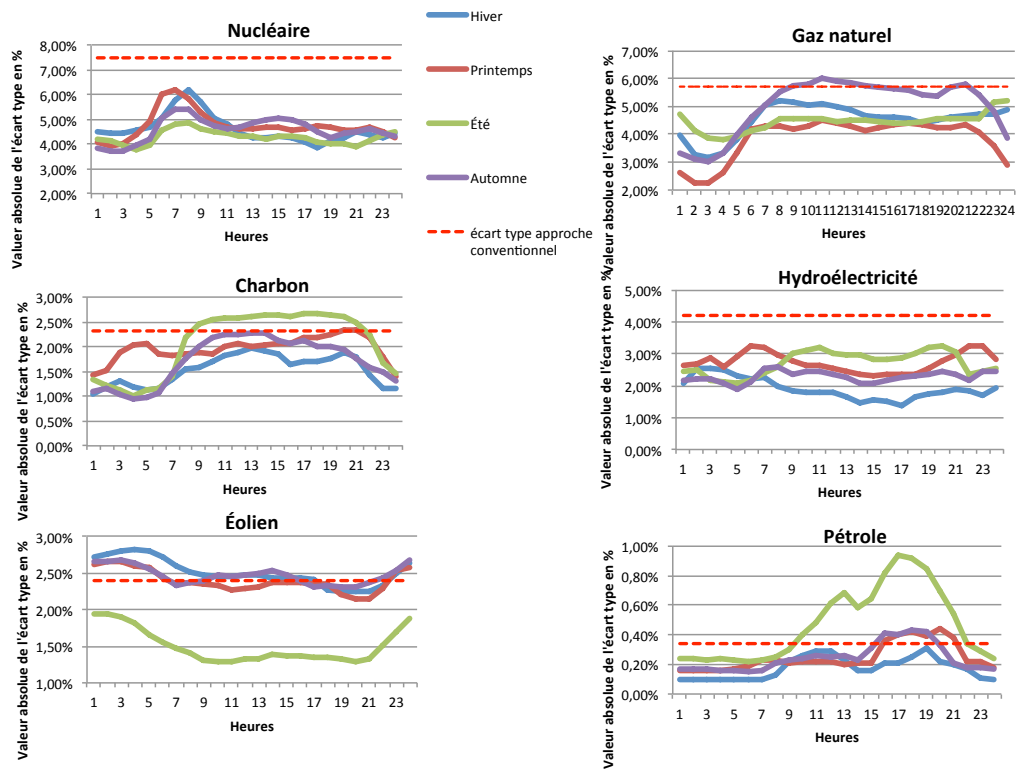 Hiver
Printemps
Été
Automne
écart type approche
conventionnel
Nucléaire
Valuer absolue de l'écart type en %
8,00%
7,00%
6,00%
5,00%
4,00%
3,00%
2,00%
1 3 5 7 9 11 13 15 17 19 21 23
Heures
Gaz naturel
Valeur absolue de l'écart type en %
7,00%
6,00%
5,00%
4,00%
3,00%
2,00%
1 2 3 4 5 6 7 8 9 10 11 12 13 14 15 16 17 18 19 20 21 22 23 24
Heures
Charbon
Valeur absolue de l'écart type en %
3,00%
2,50%
2,00%
1,50%
1,00%
0,50%
0,00%
1 3 5 7 9 11 13 15 17 19 21 23
Heures
Hydroélectricité
Valeur absolue de l'écart type en %
5,00%
4,00%
3,00%
2,00%
1,00%
0,00%
1 3 5 7 9 11 13 15 17 19 21 23
Heures
Éolien
Valeur absolue de l'écart type en %
3,00%
2,50%
2,00%
1,50%
1,00%
1 3 5 7 9 11 13 15 17 19 21 23
Heures
Pétrole
Valeur absolue de l'écart type en %
1,00%
0,80%
0,60%
0,40%
0,20%
0,00%
1 3 5 7 9 11 13 15 17 19 21 23
Heures